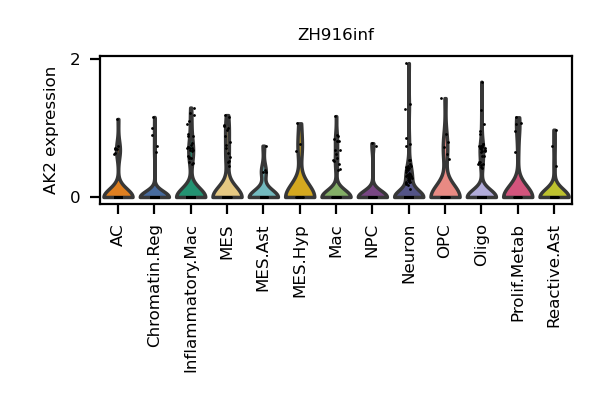 ZH916inf
AK2 expression
2
0
AC
Chromatin.Reg
Inflammatory.Mac
MES
MES.Ast
MES.Hyp
Mac
NPC
Neuron
OPC
Oligo
Prolif.Metab
Reactive.Ast